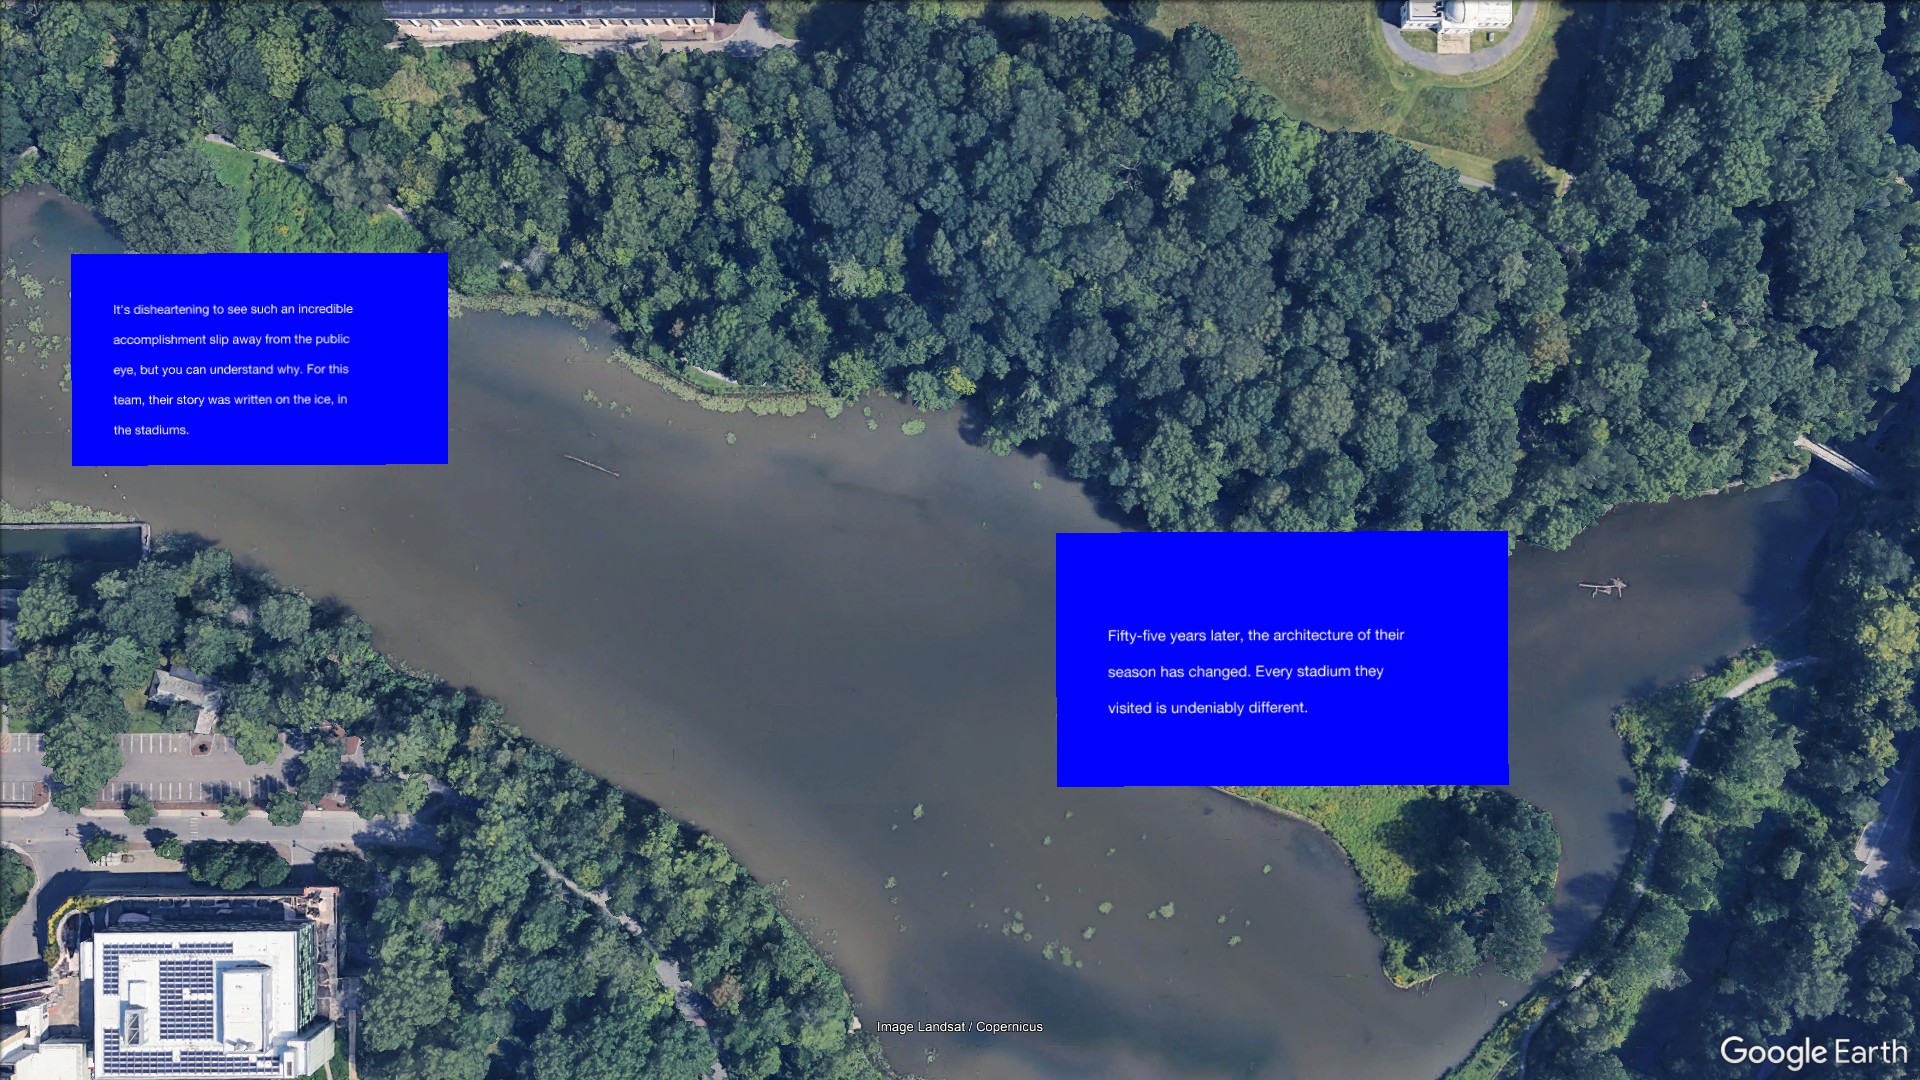 It's disheartening to see such an incredible
accomplishment slip away from the public
eye, but you can understand why. For this
team, their story was written on the ice, in
the stadiums.
Fifty-five years later, the architecture of their
season has changed. Every stadium they
visited is undeniably different.
Image Landsat / Copernicus
Google Earth